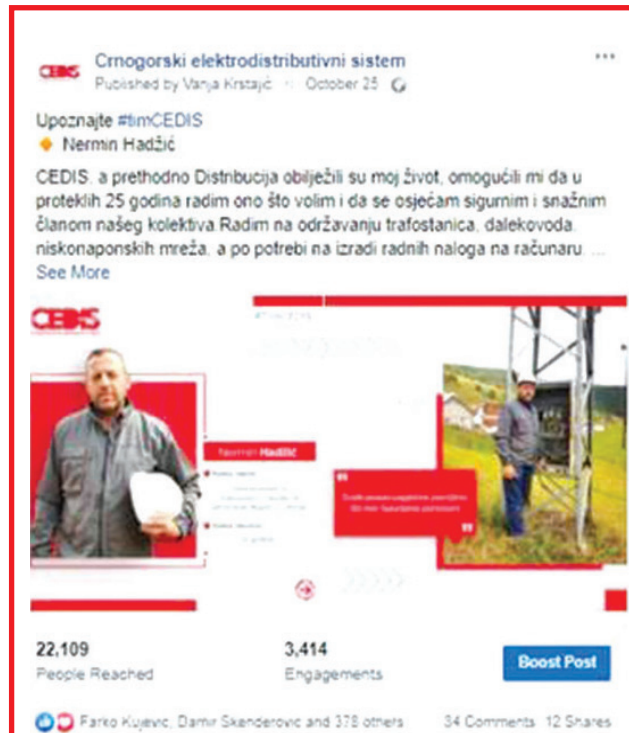 CEDIS
Crnogorski elektrodistributivni sistem
Published by Vanja Krstajić · October 25
Upoznajte #timCEDIS
Nermin Hadžić
CEDIS, a prethodno Distribucija obilježili su moj život, omogućili mi da u
proteklih 25 godina radim ono što volim i da se osjećam sigurnim i snažnim
članom našeg kolektiva.Radim na održavanju trafostanica, dalekovoda,
niskonaponskih mreža, a po potrebi na izradi radnih naloga na računaru. ...
See More
CEDIS
Nermin Hadžić
22,109
People Reached
3,414
Engagements
Boost Post
Farko Kujevic, Damir Skenderovic and 378 others
34 Comments 12 Shares